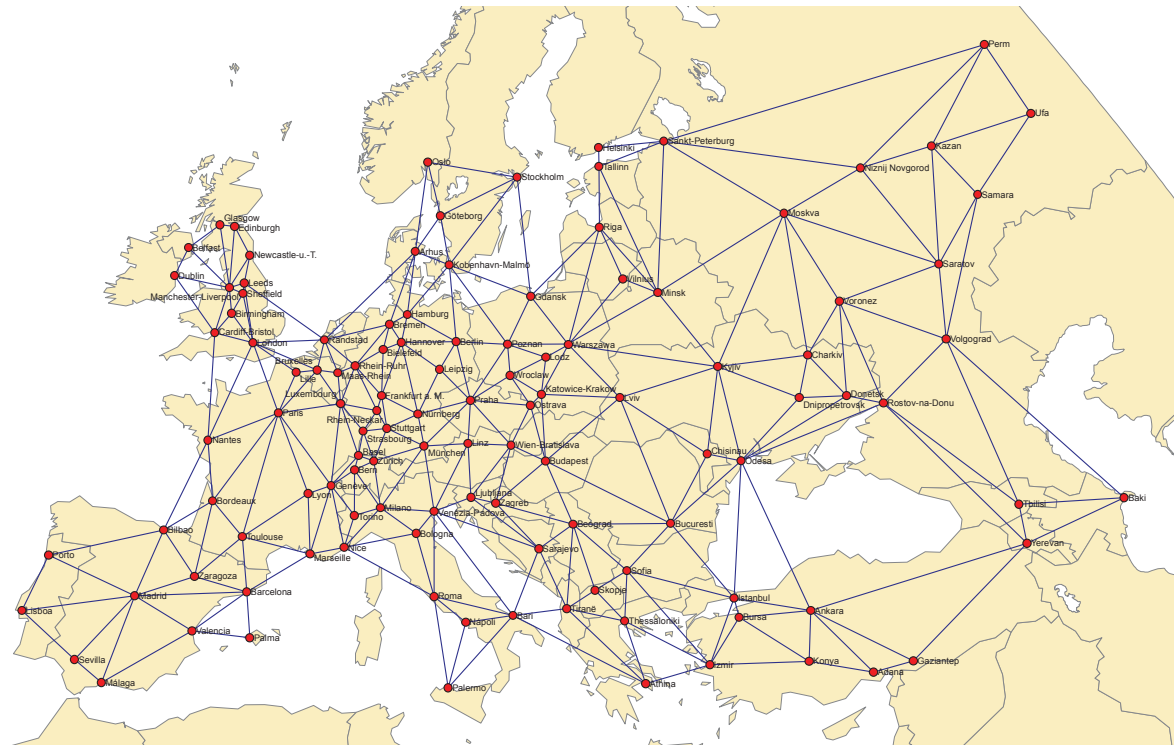 Perm
Ufa
Helsinki
Sankt-Peterburg
Kazan
Oslo
Tallinn
Niznij Novgorod
Stockholm
Samara
Göteborg
Moskva
Glasgow
Edinburgh
Riga
Belfast
Newcastle-u.-T.
Arhus
Kobenhavn-Malmö
Saratov
Dublin
Vilnius
Leeds
Minsk
Manchester-Liverpool
Sheffield
Gdansk
Voronez
Birmingham
Hamburg
Bremen
Cardiff-Bristol
London
Randstad
Hannover
Berlin
Poznan
Warszawa
Volgograd
Bielefeld
Lodz
Charkiv
Bruxelles
Rhein-Ruhr
Kyjiv
Lille
Maas-Rhein
Leipzig
Wroclaw
Luxembourg
Frankfurt a. M.
Katowice-Krakow
Lviv
Donetsk
Praha
Ostrava
Dnipropetrovsk
Rostov-na-Donu
Paris
Rhein-Neckar
Nürnberg
Stuttgart
Strasbourg
Nantes
Linz
Wien-Bratislava
München
Basel
Chisinau
Odesa
Zürich
Budapest
Bern
Genève
Lyon
Ljubljana
Baki
Bordeaux
Zagreb
Tbilisi
Milano
Venezia-Padova
Torino
Beograd
Bucuresti
Bilbao
Bologna
Toulouse
Yerevan
Nice
Sarajevo
Porto
Marseille
Sofia
Zaragoza
Skopje
Barcelona
Madrid
Roma
Istanbul
Lisboa
Tiranë
Ankara
Bari
Bursa
Napoli
Thessaloniki
Valencia
Palma
Sevilla
Izmir
Konya
Gaziantep
Adana
Málaga
Athina
Palermo